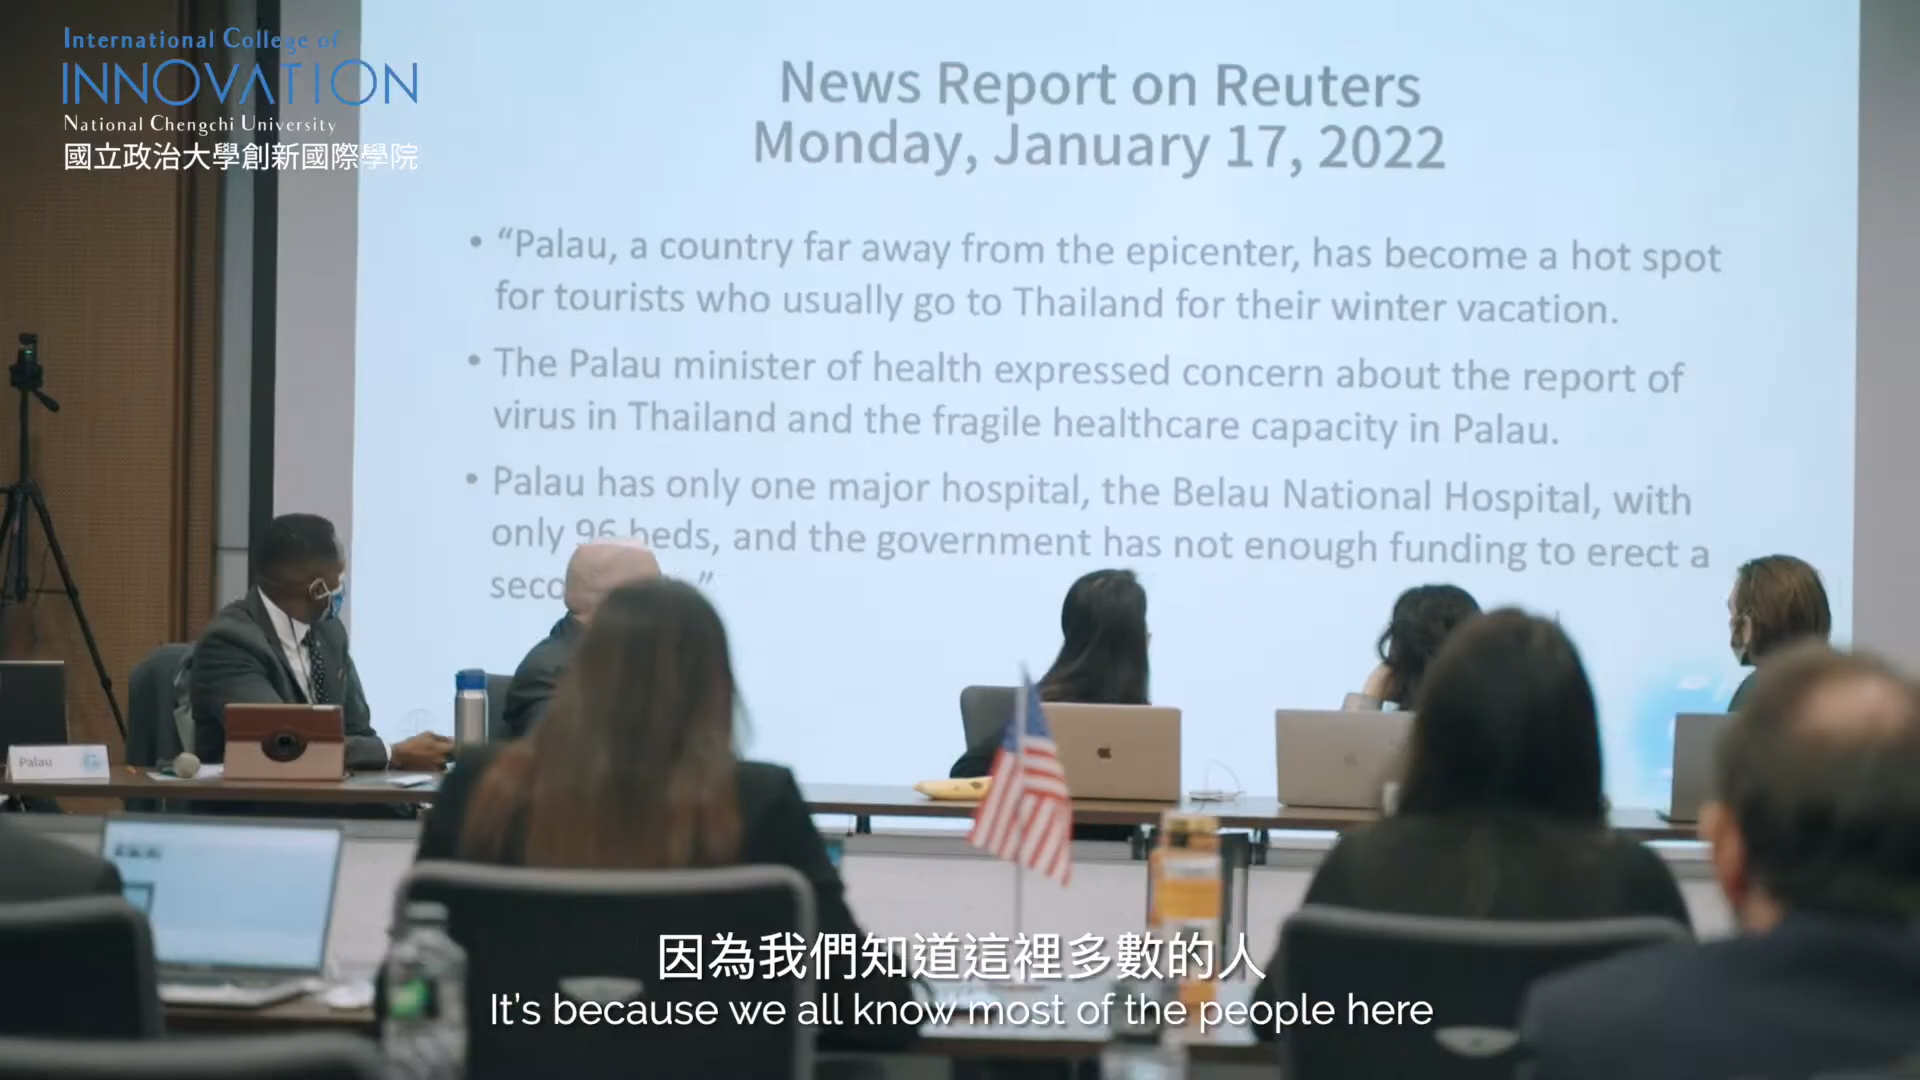 International College of
INNOVATION
National Chengchi University
國立政治大學創新國際學院
News Report on Reuters
Monday, January 17, 2022
• “Palau, a country far away from the epicenter, has become a hot spot
for tourists who usually go to Thailand for their winter vacation.
• The Palau minister of health expressed concern about the report of
virus in Thailand and the fragile healthcare capacity in Palau.
• Palau has only one major hospital, the Belau National Hospital, with
only 96 beds, and the government has not enough funding to erect a
Palau
因為我們知道這裡多數的人
It's because we all know most of the people here